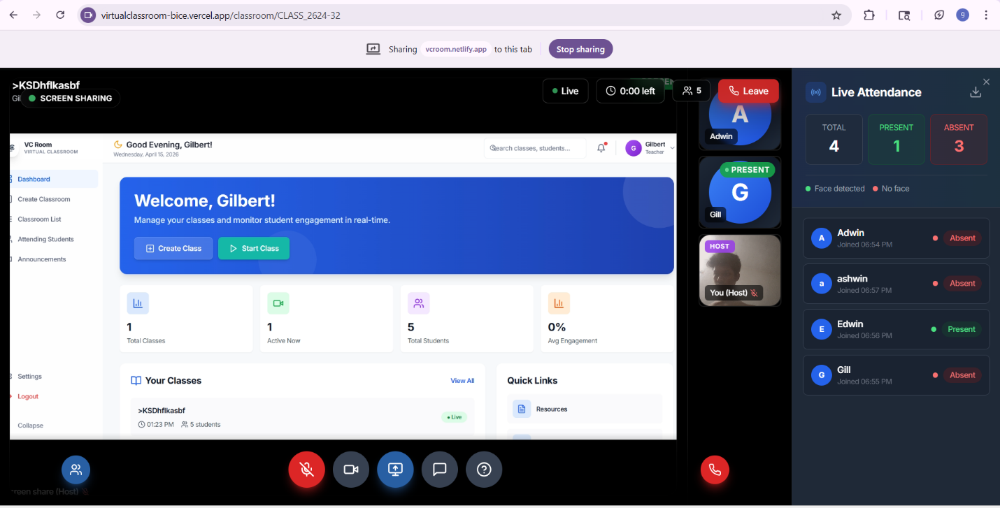 virtualclassroom-bice.vercel.app/classroom/CLASS_2624-32
g
Sharing vcroom.netlify.app to this tab
Stop sharing
>KSDhflkasbf
Gil
SCREEN SHARING
Live
0:00 left
5
Leave
VC Room
VIRTUAL CLASSROOM
Good Evening, Gilbert!
Wednesday, April 15, 2026
Search classes, students...
G
Gilbert
Teacher
Dashboard
Create Classroom
Classroom List
Attending Students
Announcements
Settings
Logout
Collapse
Welcome, Gilbert!
Manage your classes and monitor student engagement in real-time.
Create Class
Start Class
1
Total Classes
1
Active Now
5
Total Students
0%
Avg Engagement
Your Classes
View All
>KSDhflkasbf
01:23 PM 5 students
Live
Quick Links
Resources
reen share (Host)
A
Adwin
PRESENT
G
Gill
HOST
You (Host)
Live Attendance
TOTAL
4
PRESENT
1
ABSENT
3
Face detected No face
A
Adwin
Joined 06:54 PM
Absent
a
ashwin
Joined 06:57 PM
Absent
E
Edwin
Joined 06:56 PM
Present
G
Gill
Joined 06:55 PM
Absent